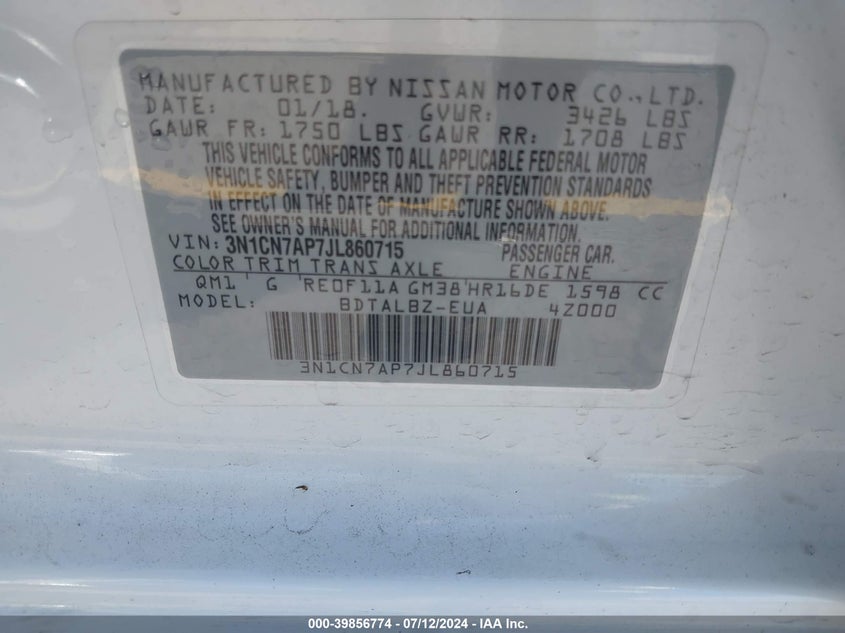 MANUFACTURED BY NISSAN MOTOR CO., LTD.
DATE: 01/18. GVWR: 3426 LBS
GAWR FR: 1750 LBS GAWR RR: 1708 LBS
THIS VEHICLE CONFORMS TO ALL APPLICABLE FEDERAL MOTOR
VEHICLE SAFETY, BUMPER AND THEFT PREVENTION STANDARDS
IN EFFECT ON THE DATE OF MANUFACTURE SHOWN ABOVE.
SEE OWNER'S MANUAL FOR ADDITIONAL INFORMATION.
VIN: 3N1CN7AP7JL860715 PASSENGER CAR.
COLOR TRIM TRANS AXLE ENGINE
QM1 G RE0F11A GM38 HR16DE 1598 CC
MODEL: BDTALBZ-EUA 4Z000
3N1CN7AP7JL860715
000-39856774 - 07/12/2024 - IAA Inc.